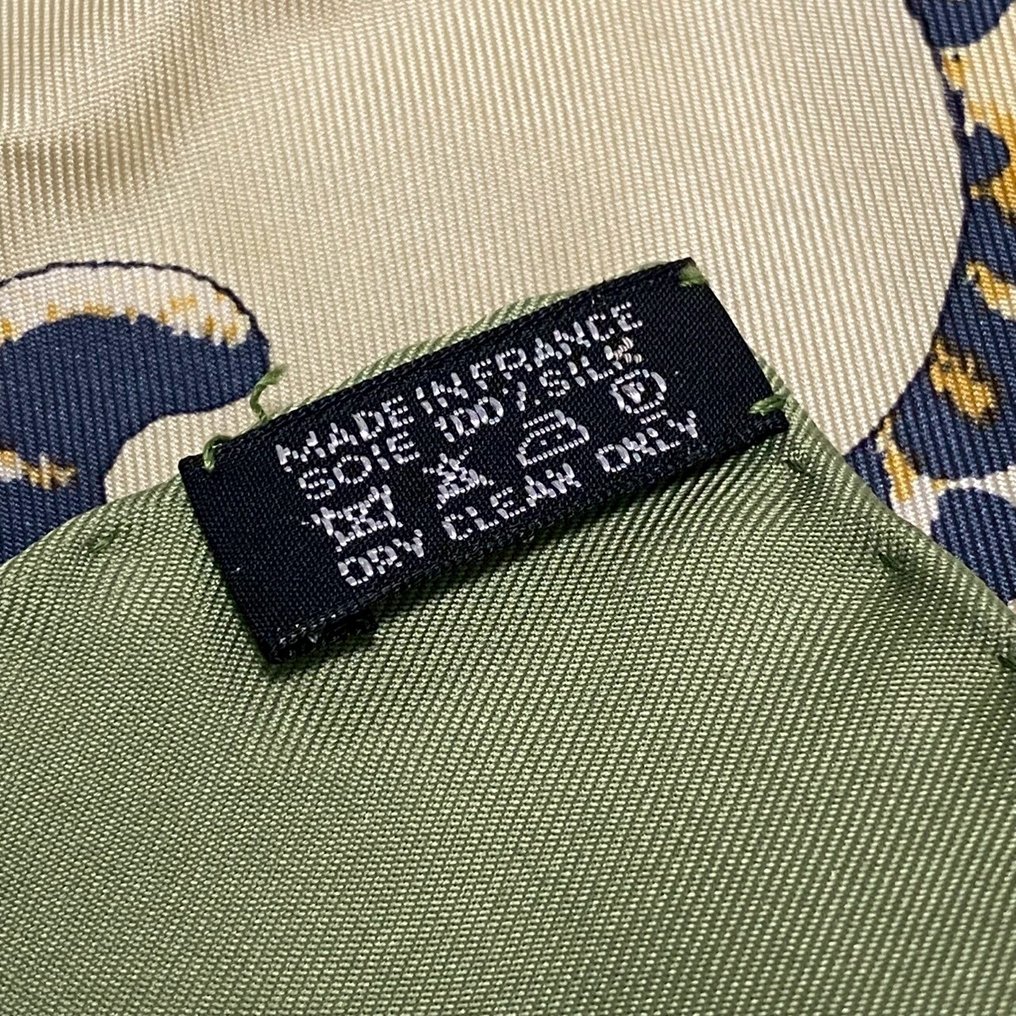 MADE IN FRANCE
SOIE 100% SILK
DRY CLEAN ONLY